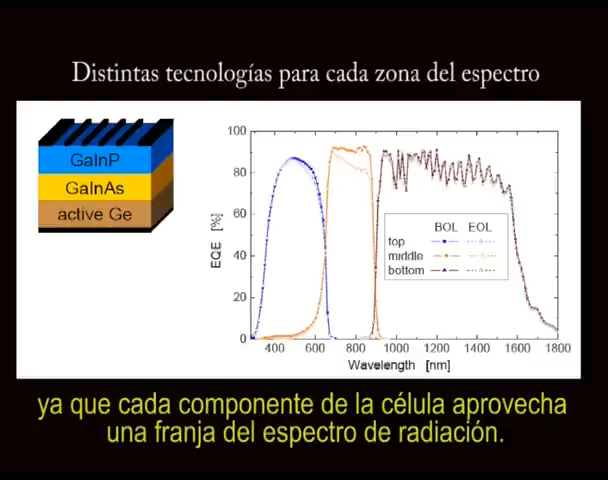 Distintas tecnologías para cada zona del espectro
GaInP
GaInAs
active Ge
EQE [%]
100
80
60
40
20
0
BOL EOL
top
middle
bottom
400 600 800 1000 1200 1400 1600 1800
Wavelength [nm]
ya que cada componente de la célula aprovecha
una franja del espectro de radiación.